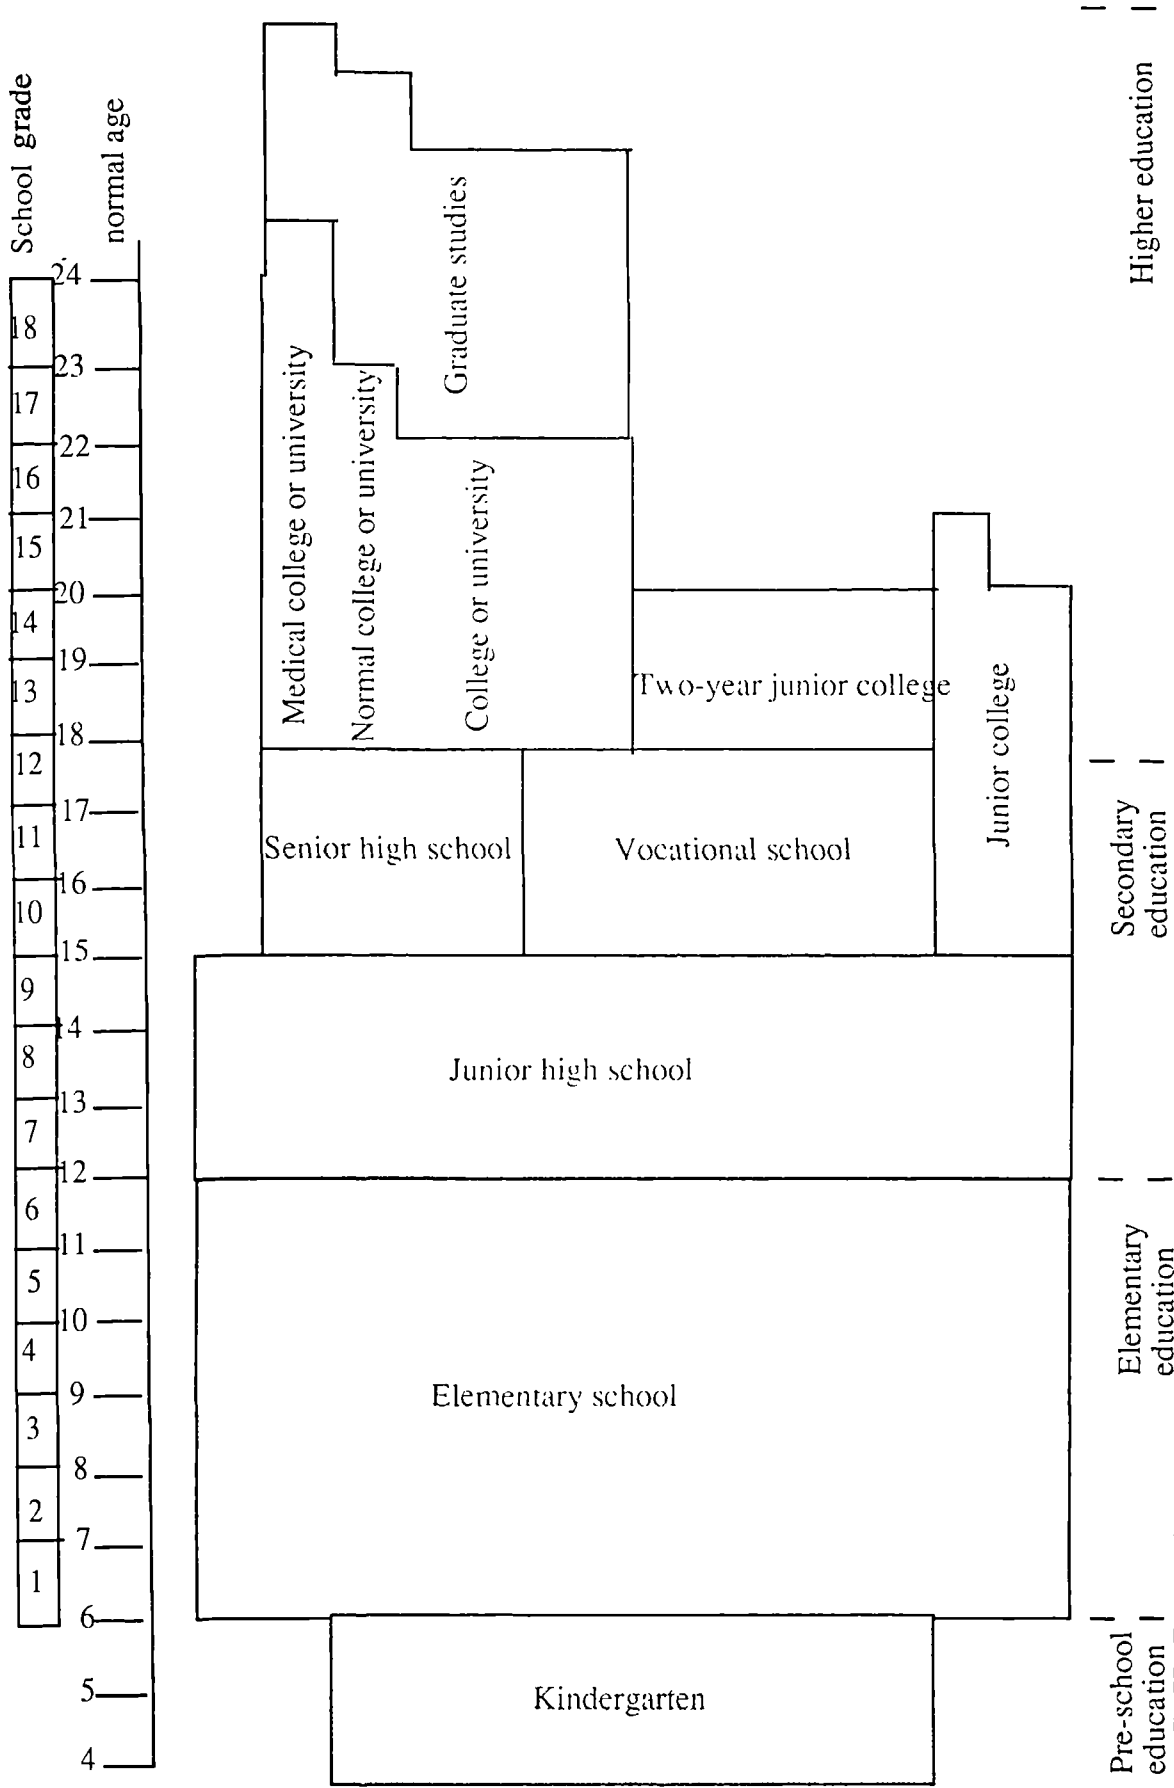 School grade
normal age
Higher education
24
18
23
17
22
16
21
15
20
14
19
13
18
12
17
11
16
10
15
9
14
8
13
7
12
6
11
5
10
4
9
3
8
2
7
1
6
5
4
Graduate studies
Medical college or university
Normal college or university
College or university
Two-year junior college
Junior college
Senior high school
Vocational school
Secondary
education
Junior high school
Elementary school
Elementary
education
Kindergarten
Pre-school
education